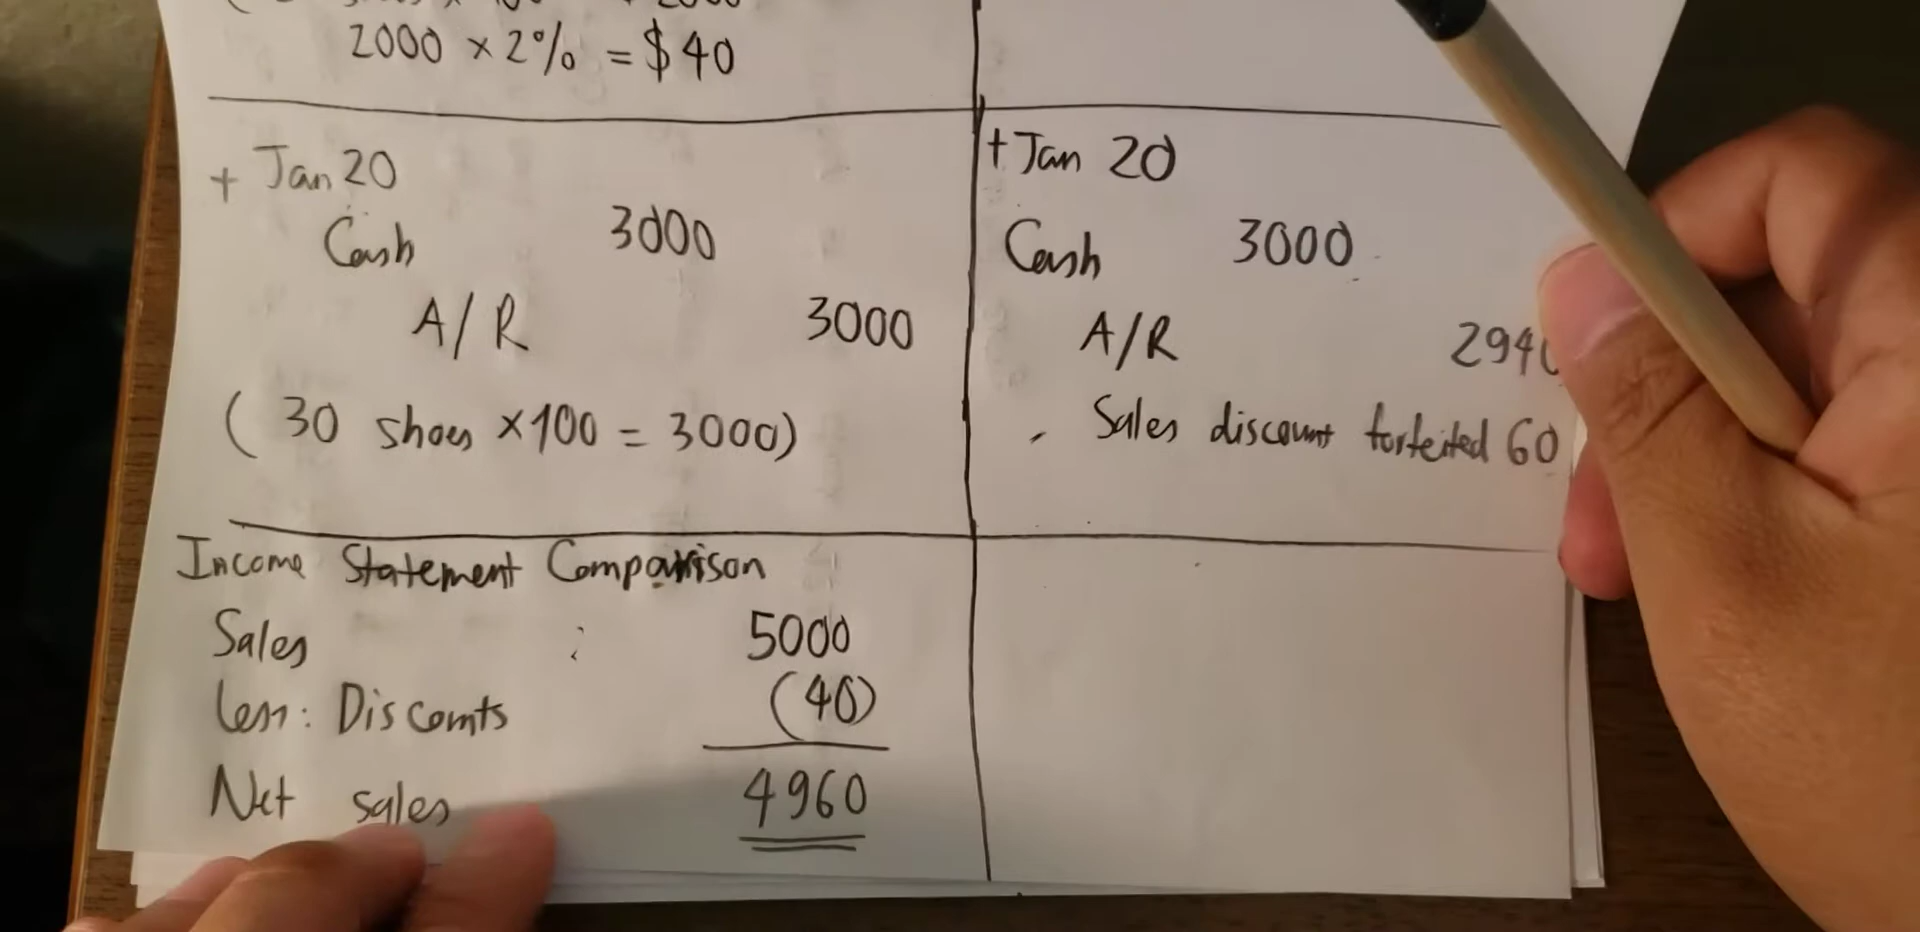 2000 × 2% = $40
+ Jan 20
Cash 3000
A/R 3000
( 30 shoes × 100 = 3000)
+ Jan 20
Cash 3000
A/R 2940
Sales discount forfeited 60
Income Statement Comparison
Sales : 5000
Less: Discounts (40)
Net sales 4960